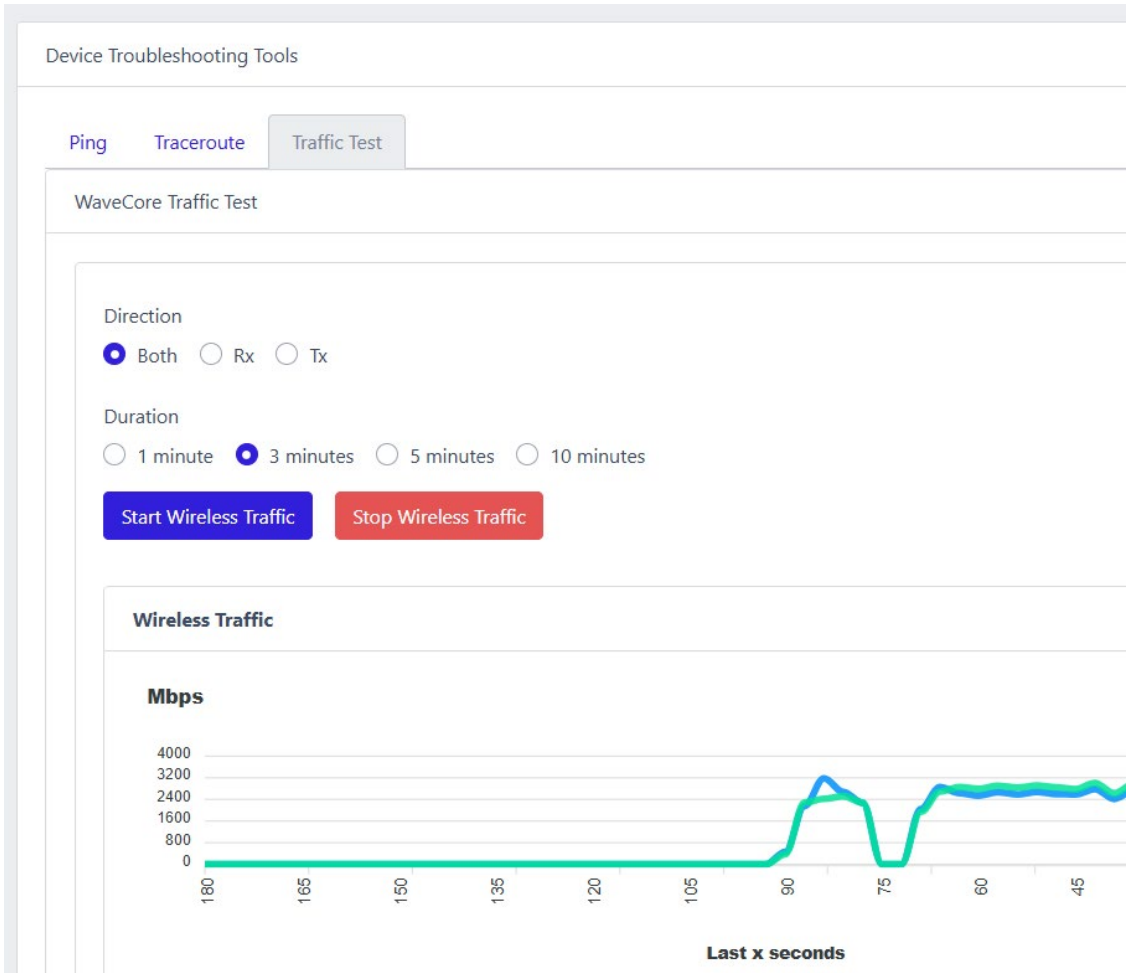 Device Troubleshooting Tools
Ping Traceroute Traffic Test
WaveCore Traffic Test
Direction
Both Rx Tx
Duration
1 minute 3 minutes 5 minutes 10 minutes
Start Wireless Traffic Stop Wireless Traffic
Wireless Traffic
Mbps
4000
3200
2400
1600
800
0
180 165 150 135 120 105 90 75 60 45
Last x seconds